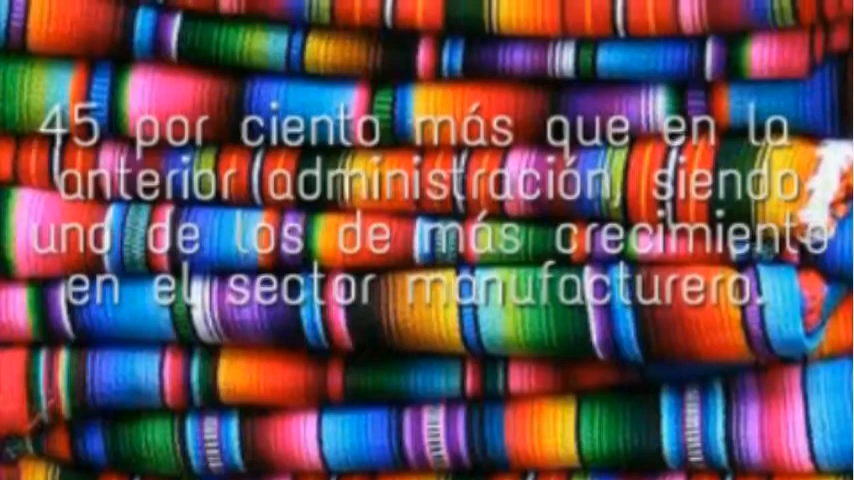 45 por ciento más que en la
anterior administración, siendo
uno de los de más crecimiento
en el sector manufacturero.